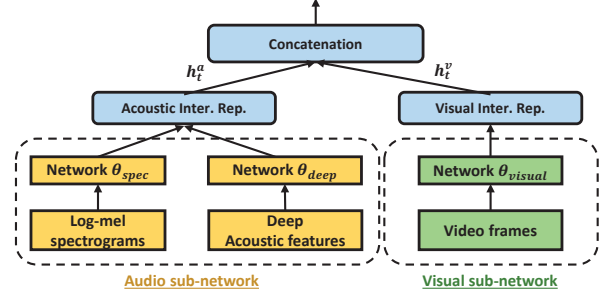 Concatenation
h_t^a
h_t^v
Acoustic Inter. Rep.
Visual Inter. Rep.
Network θ_spec
Network θ_deep
Network θ_visual
Log-mel
spectrograms
Deep
Acoustic features
Video frames
Audio sub-network
Visual sub-network